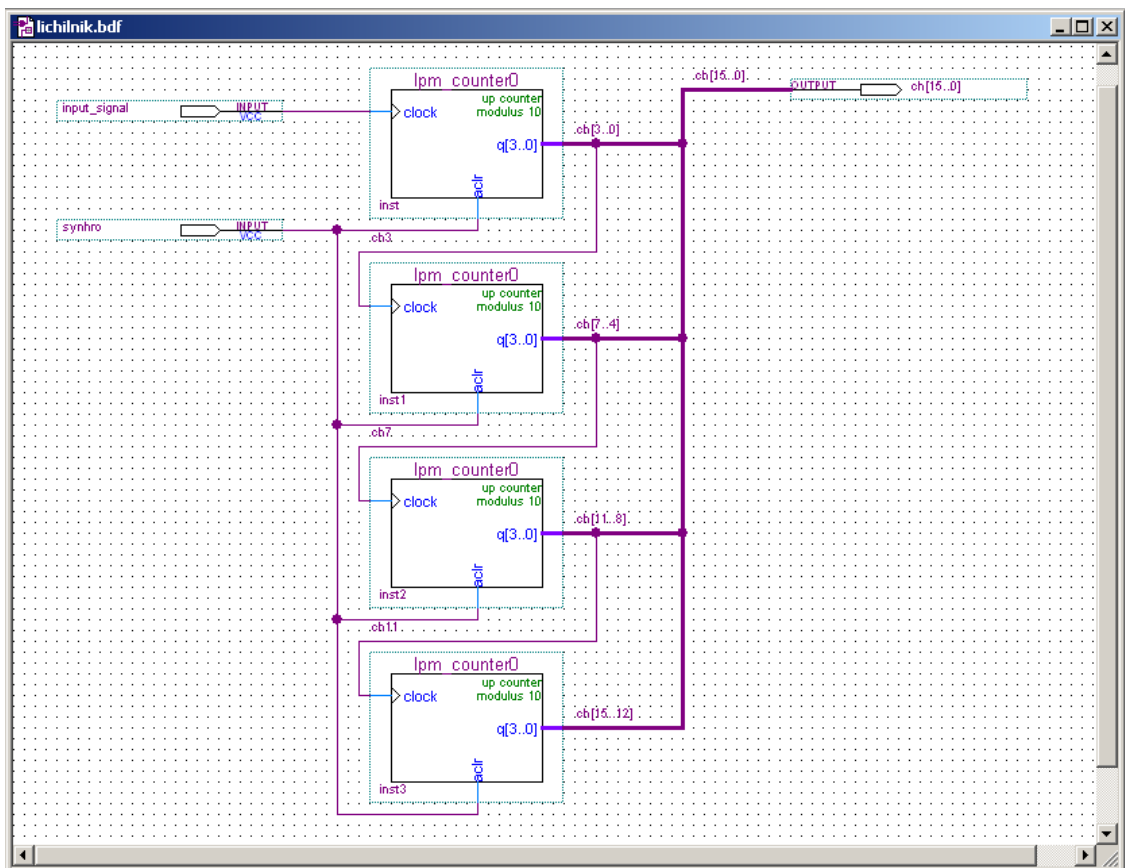 lichilnik.bdf
input_signal
INPUT
VCC
lpm_counter0
up counter
modulus 10
clock
q[3..0]
aclr
inst
ch[3..0]
ch[15..0]
OUTPUT
ch[15..0]
synhro
INPUT
VCC
ch3
lpm_counter0
up counter
modulus 10
clock
q[3..0]
aclr
inst1
ch[7..4]
ch7
lpm_counter0
up counter
modulus 10
clock
q[3..0]
aclr
inst2
ch[11..8]
ch11
lpm_counter0
up counter
modulus 10
clock
q[3..0]
aclr
inst3
ch[15..12]